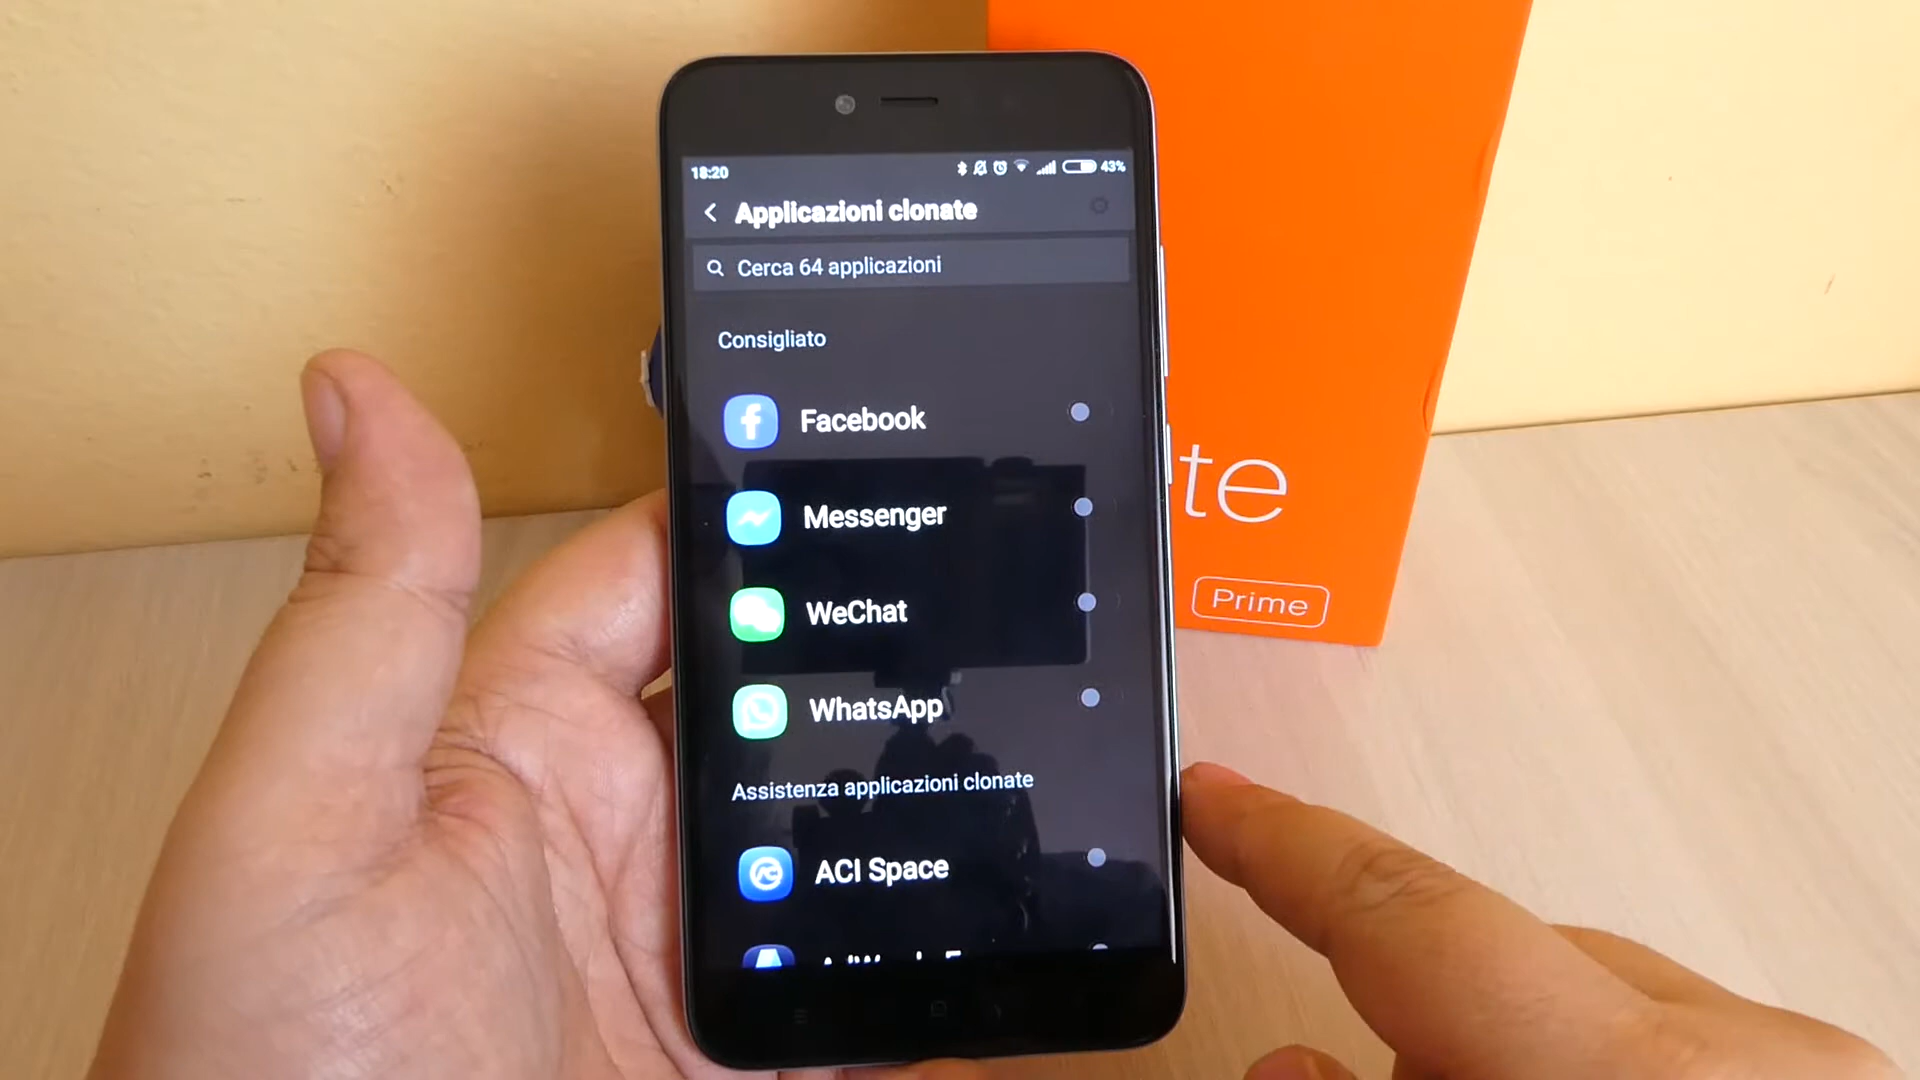 18:20
43%
Applicazioni clonate
Cerca 64 applicazioni
Consigliato
Facebook
Messenger
WeChat
WhatsApp
Assistenza applicazioni clonate
ACI Space
te
Prime